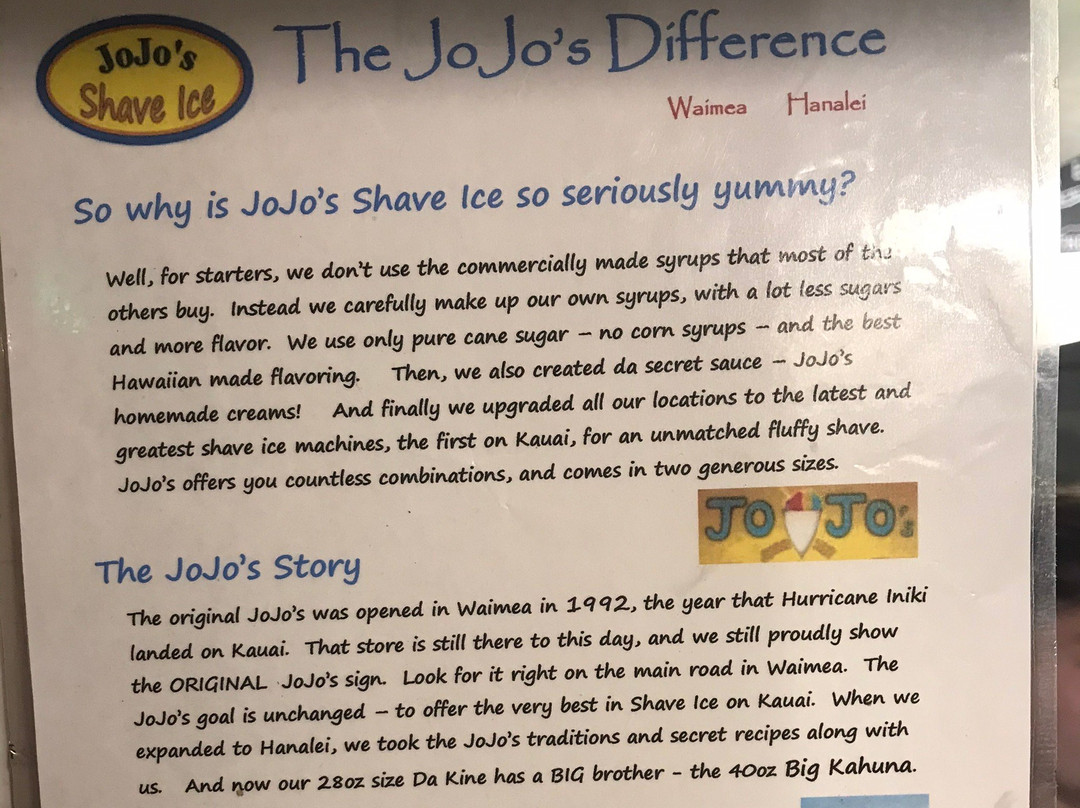 JoJo's
Shave Ice
The JoJo's Difference
Waimea Hanalei
So why is JoJo's Shave Ice so seriously yummy?
Well, for starters, we don't use the commercially made syrups that most of the
others buy. Instead we carefully make up our own syrups, with a lot less sugars
and more flavor. We use only pure cane sugar – no corn syrups – and the best
Hawaiian made flavoring. Then, we also created da secret sauce – JoJo's
homemade creams! And finally we upgraded all our locations to the latest and
greatest shave ice machines, the first on Kauai, for an unmatched fluffy shave.
JoJo's offers you countless combinations, and comes in two generous sizes.
JO JO's
The JoJo's Story
The original JoJo's was opened in Waimea in 1992, the year that Hurricane Iniki
landed on Kauai. That store is still there to this day, and we still proudly show
the ORIGINAL JoJo's sign. Look for it right on the main road in Waimea. The
JoJo's goal is unchanged – to offer the very best in Shave Ice on Kauai. When we
expanded to Hanalei, we took the JoJo's traditions and secret recipes along with
us. And now our 28oz size Da Kine has a BIG brother - the 40oz Big Kahuna.